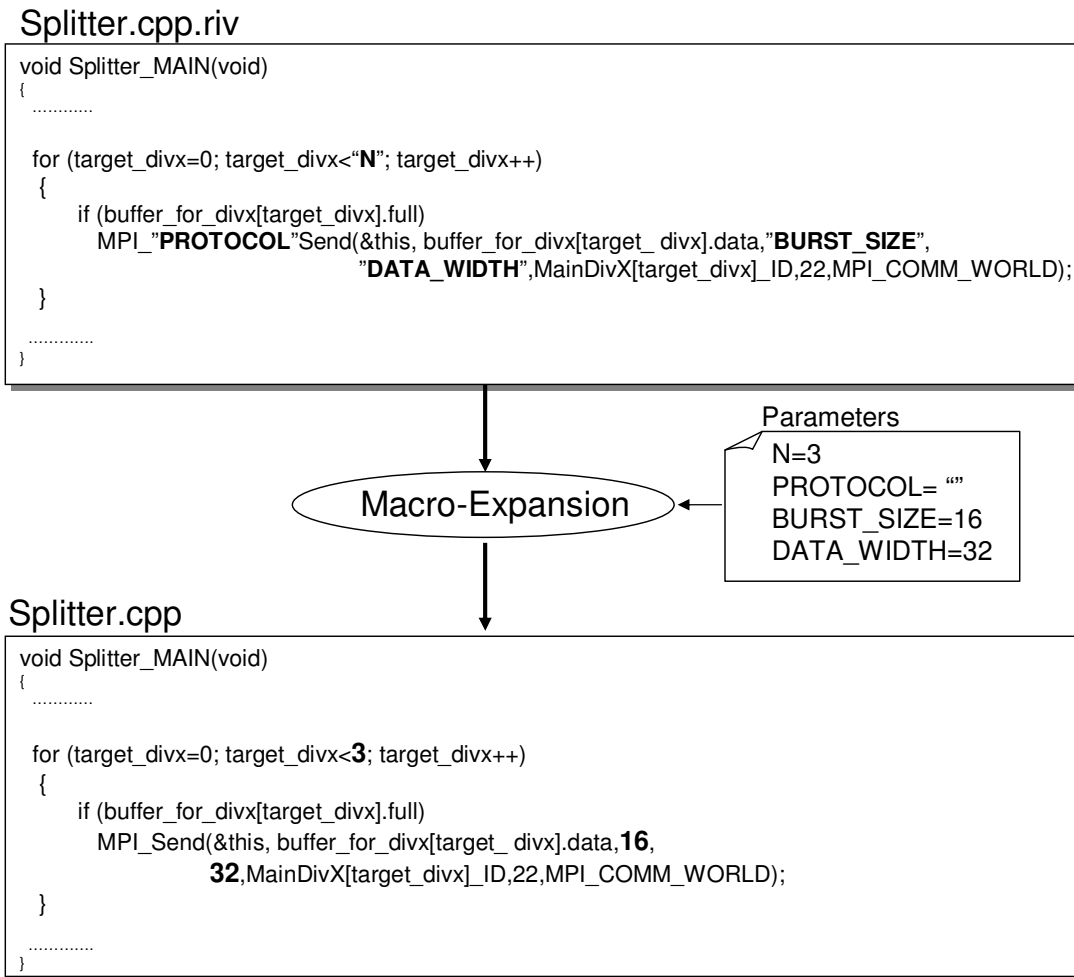 Splitter.cpp.riv
void Splitter_MAIN(void)
{
............
for (target_divx=0; target_divx<“N”; target_divx++)
{
if (buffer_for_divx[target_divx].full)
MPI_”PROTOCOL”Send(&this, buffer_for_divx[target_ divx].data,”BURST_SIZE”,
”DATA_WIDTH”,MainDivX[target_divx]_ID,22,MPI_COMM_WORLD);
}
.............
}
Parameters
N=3
PROTOCOL= “”
BURST_SIZE=16
DATA_WIDTH=32
Macro-Expansion
Splitter.cpp
void Splitter_MAIN(void)
{
............
for (target_divx=0; target_divx<3; target_divx++)
{
if (buffer_for_divx[target_divx].full)
MPI_Send(&this, buffer_for_divx[target_ divx].data,16,
32,MainDivX[target_divx]_ID,22,MPI_COMM_WORLD);
}
.............
}